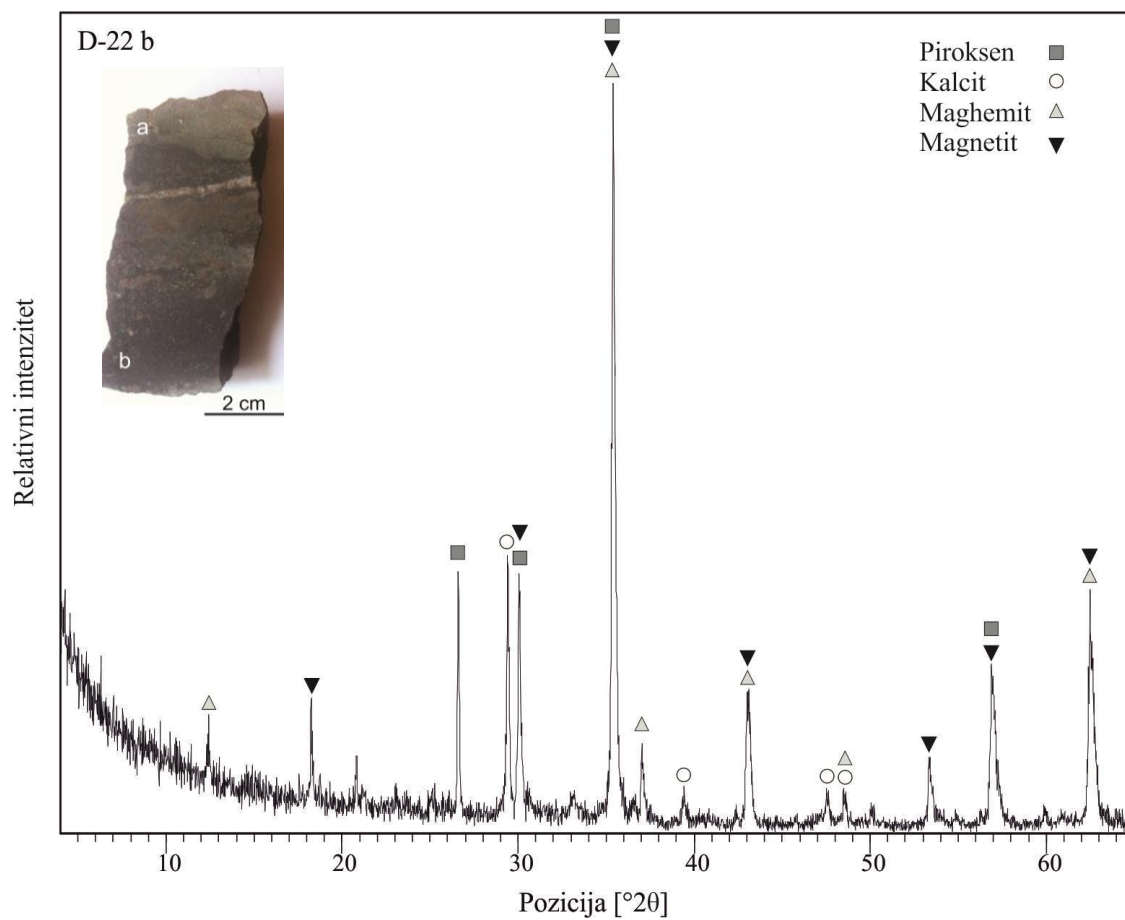 D-22 b
a
b
2 cm
Piroksen
Kalcit
Maghemit
Magnetit
Relativni intenzitet
10 20 30 40 50 60
Pozicija [°2θ]